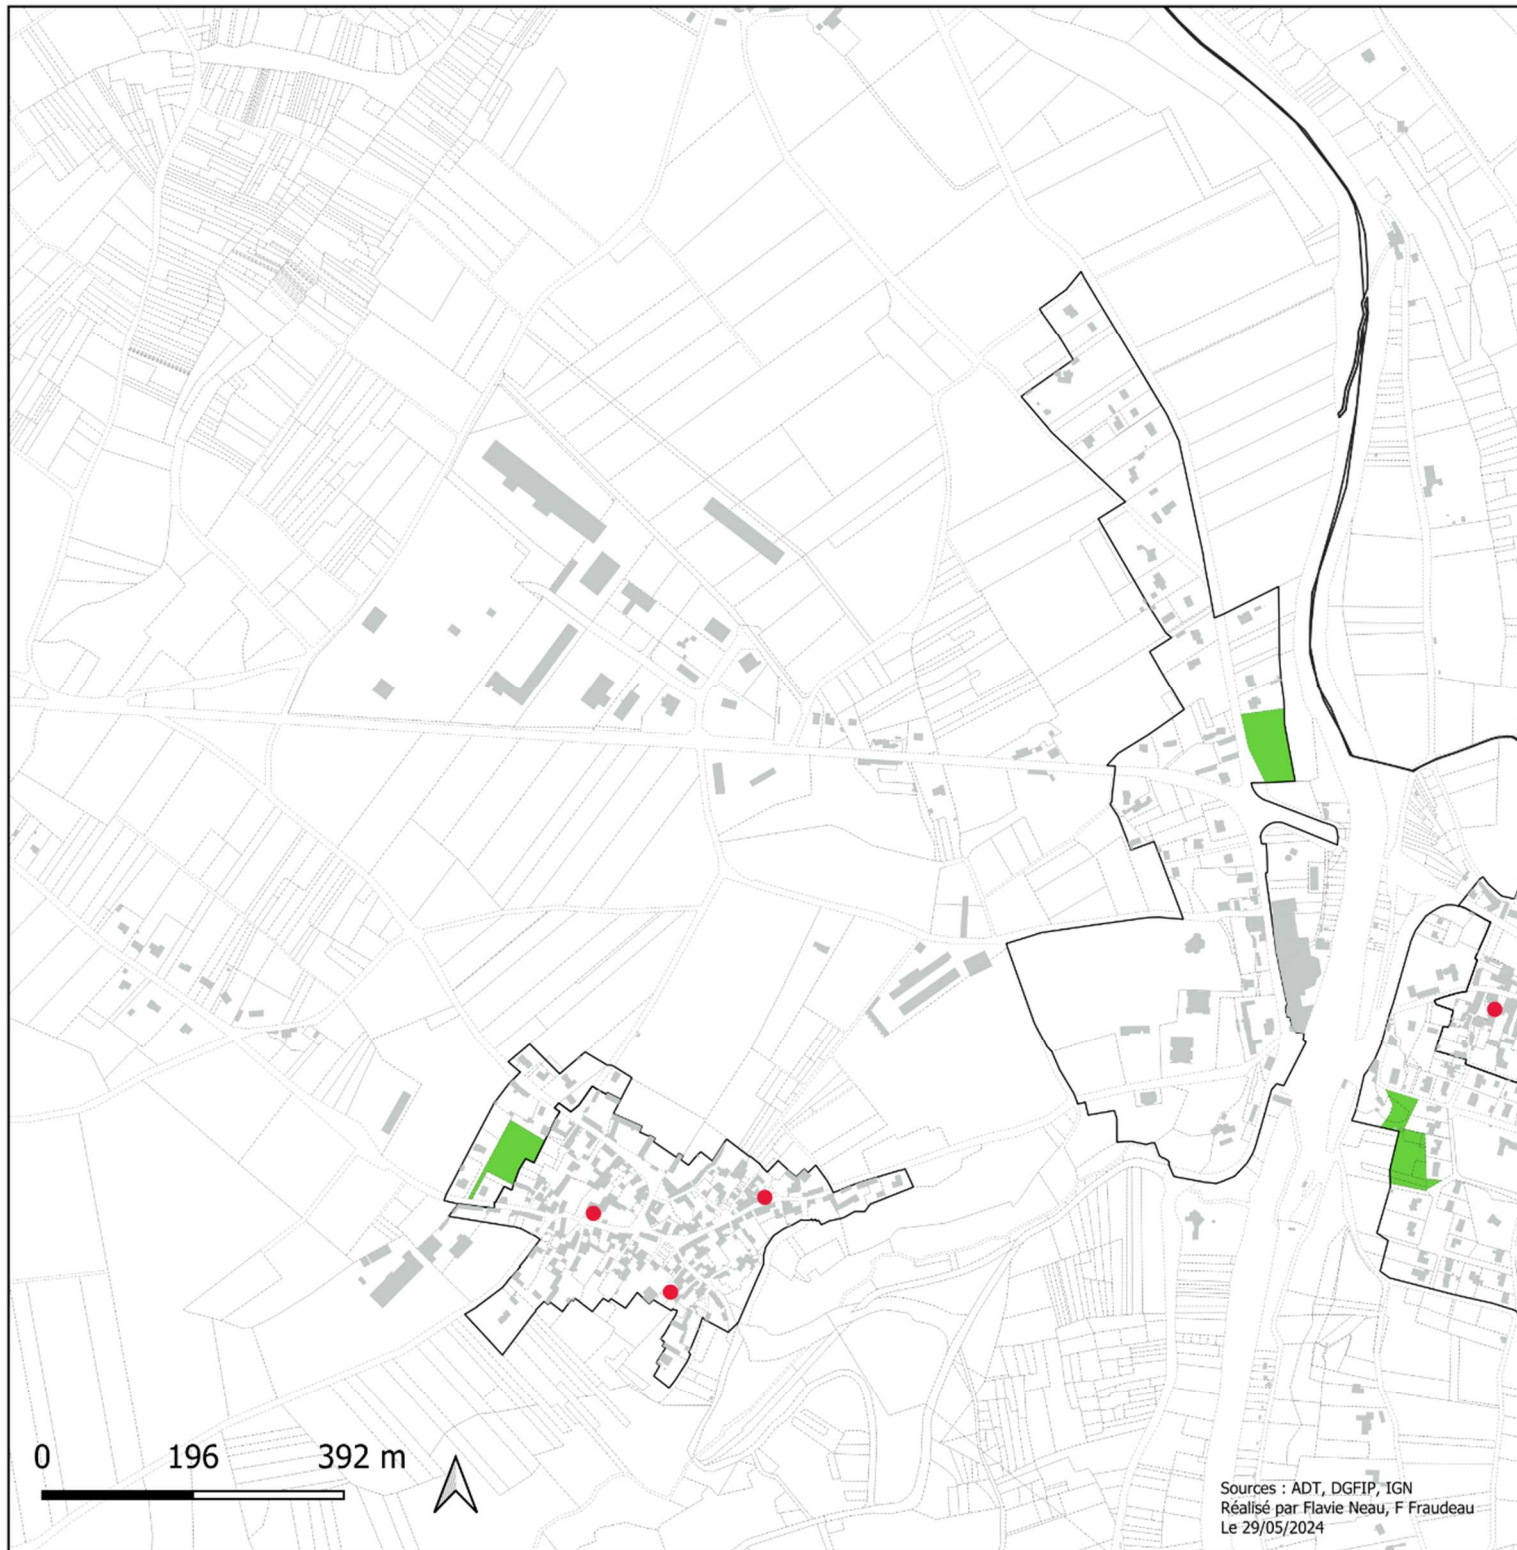 0 196 392 m
Sources : ADT, DGFIP, IGN
Réalisé par Flavie Neau, F Fraudeau
Le 29/05/2024